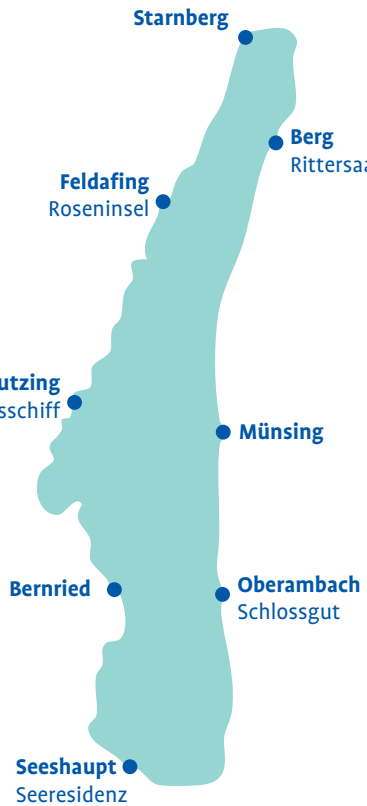 Starnberg
Berg
Rittersaa
Feldafing
Roseninsel
utzing
sschiff
Münsing
Bernried
Oberambach
Schlossgut
Seeshaupt
Seeresidenz